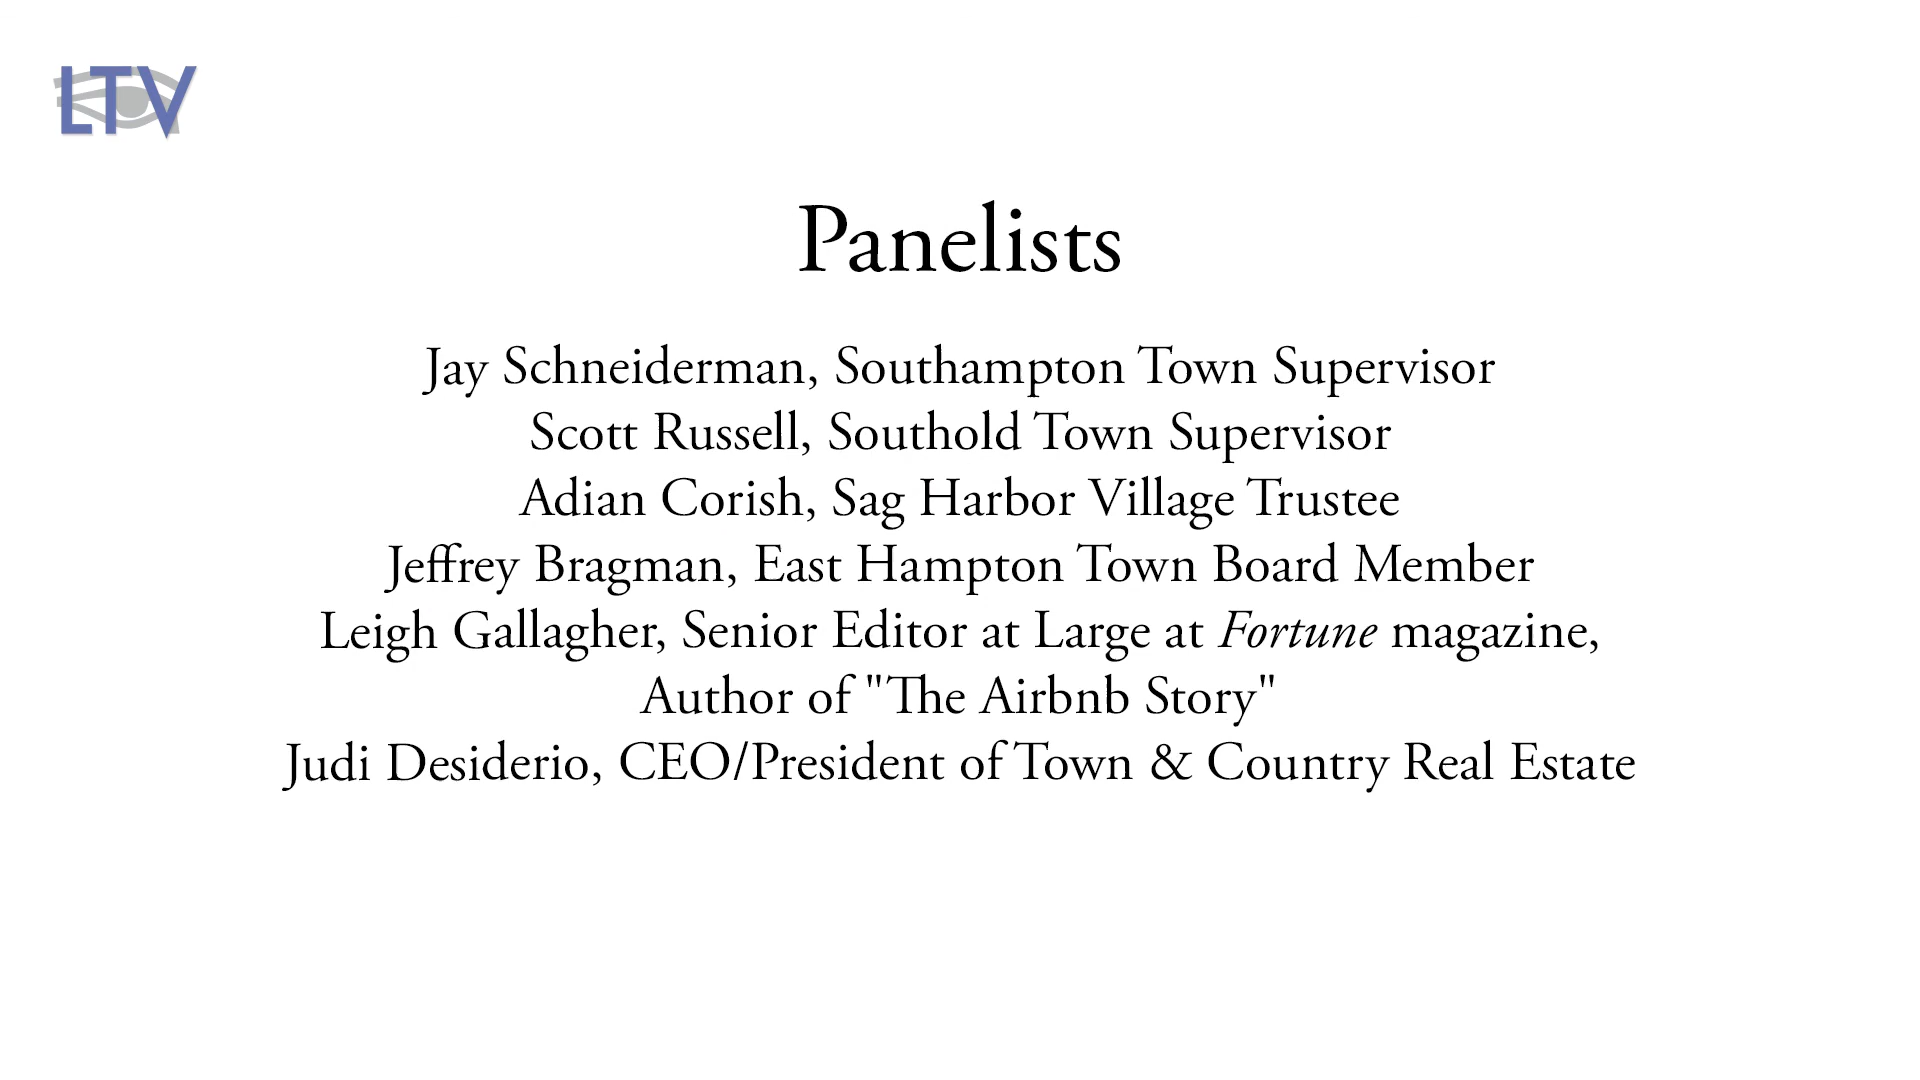 LTV
Panelists
Jay Schneiderman, Southampton Town Supervisor
Scott Russell, Southold Town Supervisor
Adian Corish, Sag Harbor Village Trustee
Jeffrey Bragman, East Hampton Town Board Member
Leigh Gallagher, Senior Editor at Large at Fortune magazine,
Author of "The Airbnb Story"
Judi Desiderio, CEO/President of Town & Country Real Estate